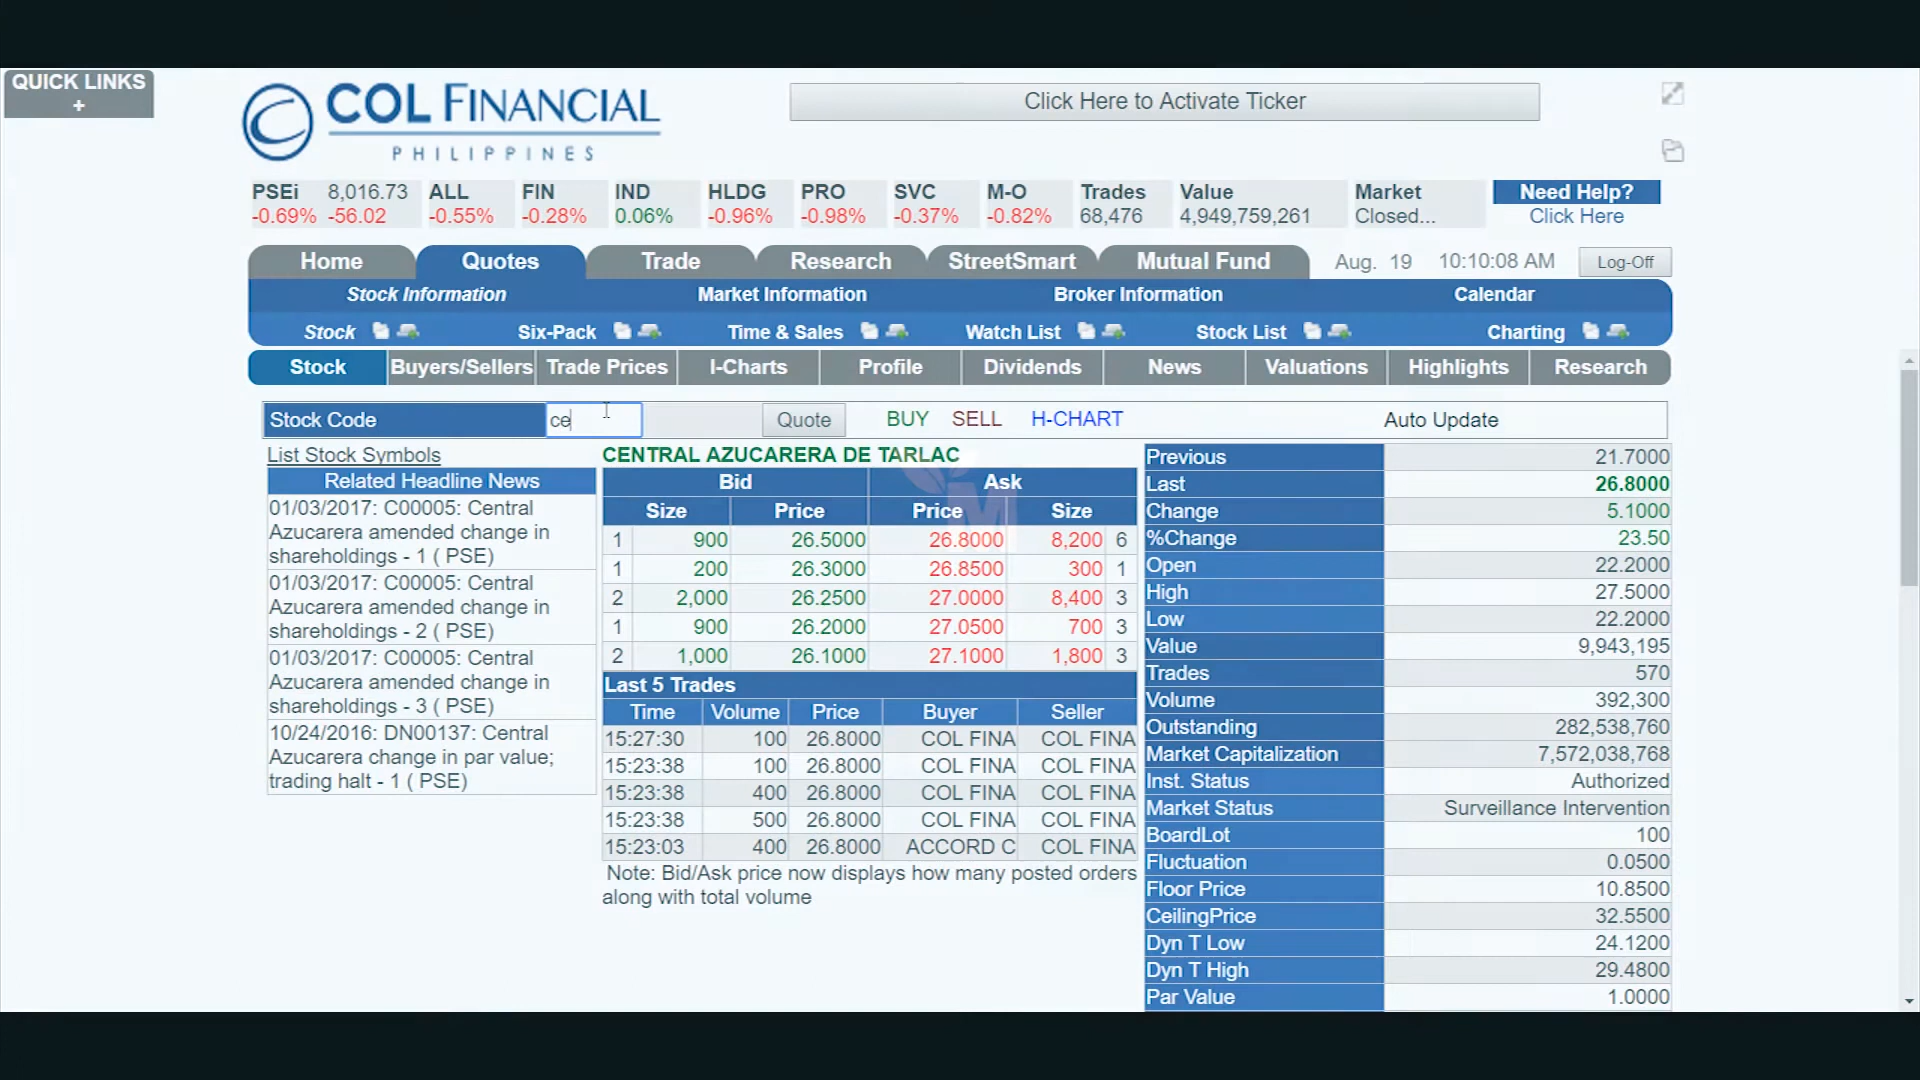 QUICK LINKS
+
COL FINANCIAL
PHILIPPINES
Click Here to Activate Ticker
PSEi 8,016.73 ALL FIN IND HLDG PRO SVC M-O Trades Value Market Need Help?
-0.69% -56.02 -0.55% -0.28% 0.06% -0.96% -0.98% -0.37% -0.82% 68,476 4,949,759,261 Closed... Click Here
Home Quotes Trade Research StreetSmart Mutual Fund Aug. 19 10:10:08 AM Log-Off
Stock Information Market Information Broker Information Calendar
Stock Six-Pack Time & Sales Watch List Stock List Charting
Stock Buyers/Sellers Trade Prices I-Charts Profile Dividends News Valuations Highlights Research
Stock Code ce Quote BUY SELL H-CHART Auto Update
List Stock Symbols
Related Headline News
01/03/2017: C00005: Central
Azucarera amended change in
shareholdings - 1 ( PSE)
01/03/2017: C00005: Central
Azucarera amended change in
shareholdings - 2 ( PSE)
01/03/2017: C00005: Central
Azucarera amended change in
shareholdings - 3 ( PSE)
10/24/2016: DN00137: Central
Azucarera change in par value;
trading halt - 1 ( PSE)
CENTRAL AZUCARERA DE TARLAC
Bid Ask
Size Price Price Size
1 900 26.5000 26.8000 8,200 6
1 200 26.3000 26.8500 300 1
2 2,000 26.2500 27.0000 8,400 3
1 900 26.2000 27.0500 700 3
2 1,000 26.1000 27.1000 1,800 3
Last 5 Trades
Time Volume Price Buyer Seller
15:27:30 100 26.8000 COL FINA COL FINA
15:23:38 100 26.8000 COL FINA COL FINA
15:23:38 400 26.8000 COL FINA COL FINA
15:23:38 500 26.8000 COL FINA COL FINA
15:23:03 400 26.8000 ACCORD C COL FINA
Note: Bid/Ask price now displays how many posted orders
along with total volume
Previous 21.7000
Last 26.8000
Change 5.1000
%Change 23.50
Open 22.2000
High 27.5000
Low 22.2000
Value 9,943,195
Trades 570
Volume 392,300
Outstanding 282,538,760
Market Capitalization 7,572,038,768
Inst. Status Authorized
Market Status Surveillance Intervention
BoardLot 100
Fluctuation 0.0500
Floor Price 10.8500
CeilingPrice 32.5500
Dyn T Low 24.1200
Dyn T High 29.4800
Par Value 1.0000
M